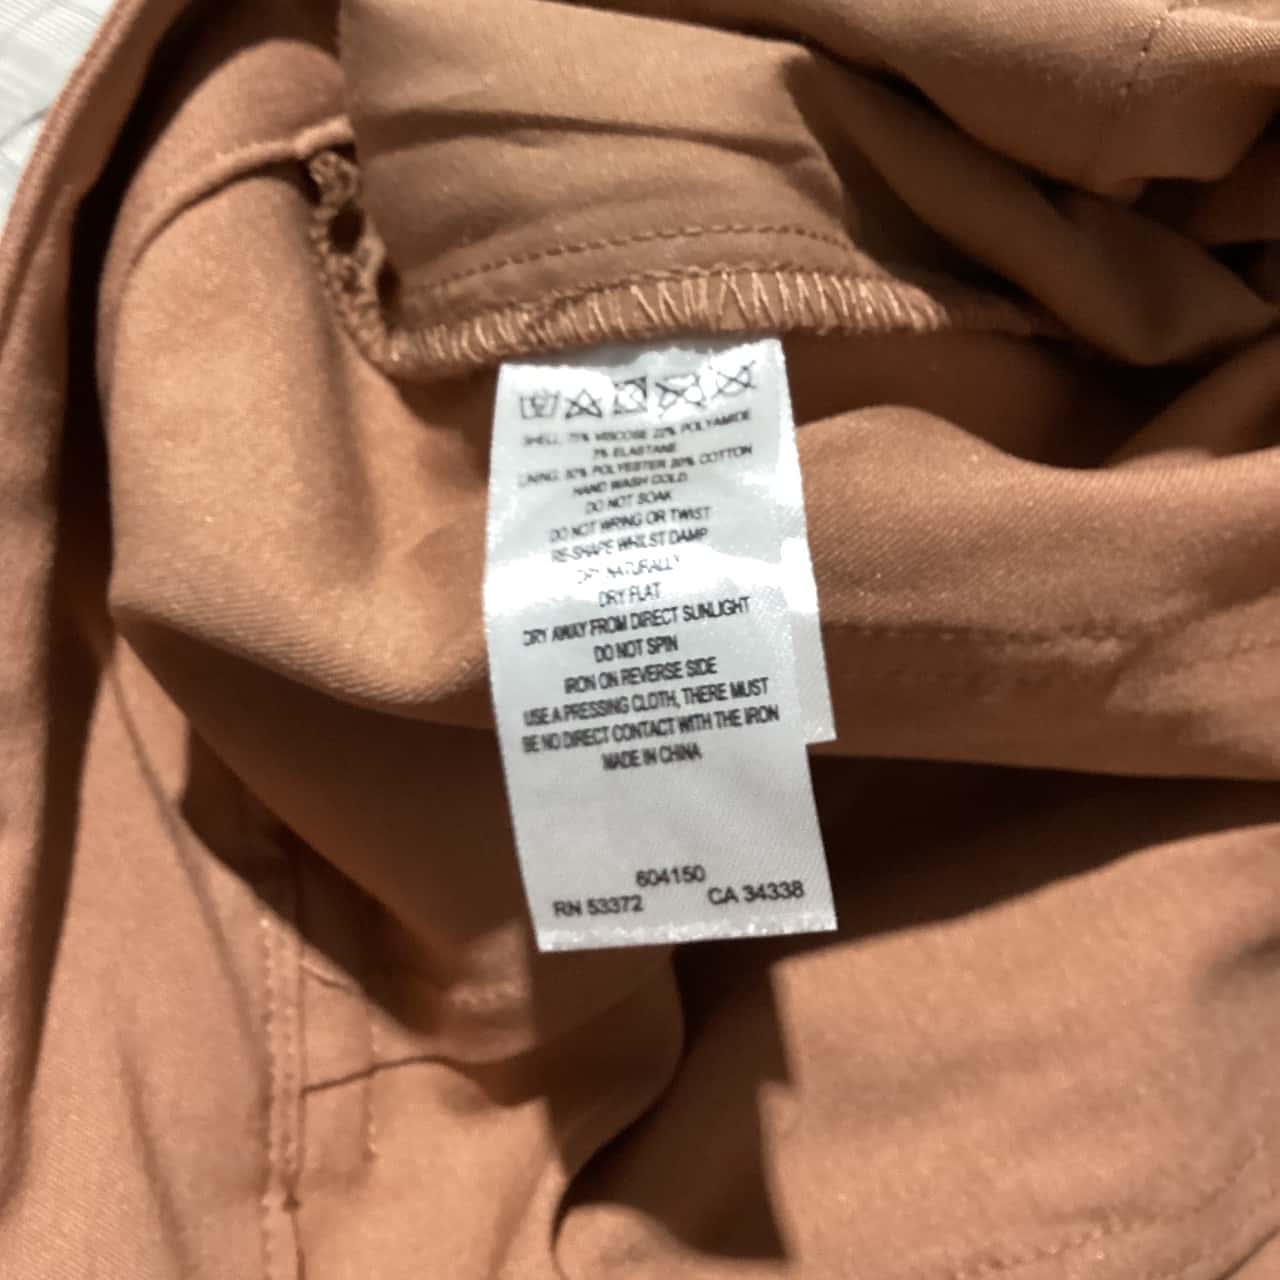 SHELL: 75% VISCOSE 22% POLYAMIDE
3% ELASTANE
LINING: 80% POLYESTER 20% COTTON
HAND WASH COLD
DO NOT SOAK
DO NOT WRING OR TWIST
RE-SHAPE WHILST DAMP
DRY NATURALLY
DRY FLAT
DRY AWAY FROM DIRECT SUNLIGHT
DO NOT SPIN
IRON ON REVERSE SIDE
USE A PRESSING CLOTH, THERE MUST
BE NO DIRECT CONTACT WITH THE IRON
MADE IN CHINA
604150
RN 53372 CA 34338